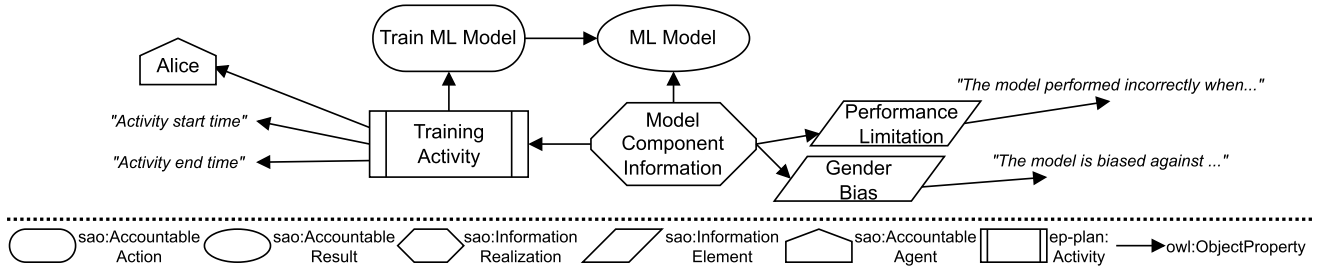 Train ML Model
ML Model
Alice
"The model performed incorrectly when..."
"Activity start time"
Training
Activity
Model
Component
Information
Performance
Limitation
"Activity end time"
Gender
Bias
"The model is biased against ..."
sao:Accountable
Action
sao:Accountable
Result
sao:Information
Realization
sao:Information
Element
sao:Accountable
Agent
ep-plan:
Activity
owl:ObjectProperty